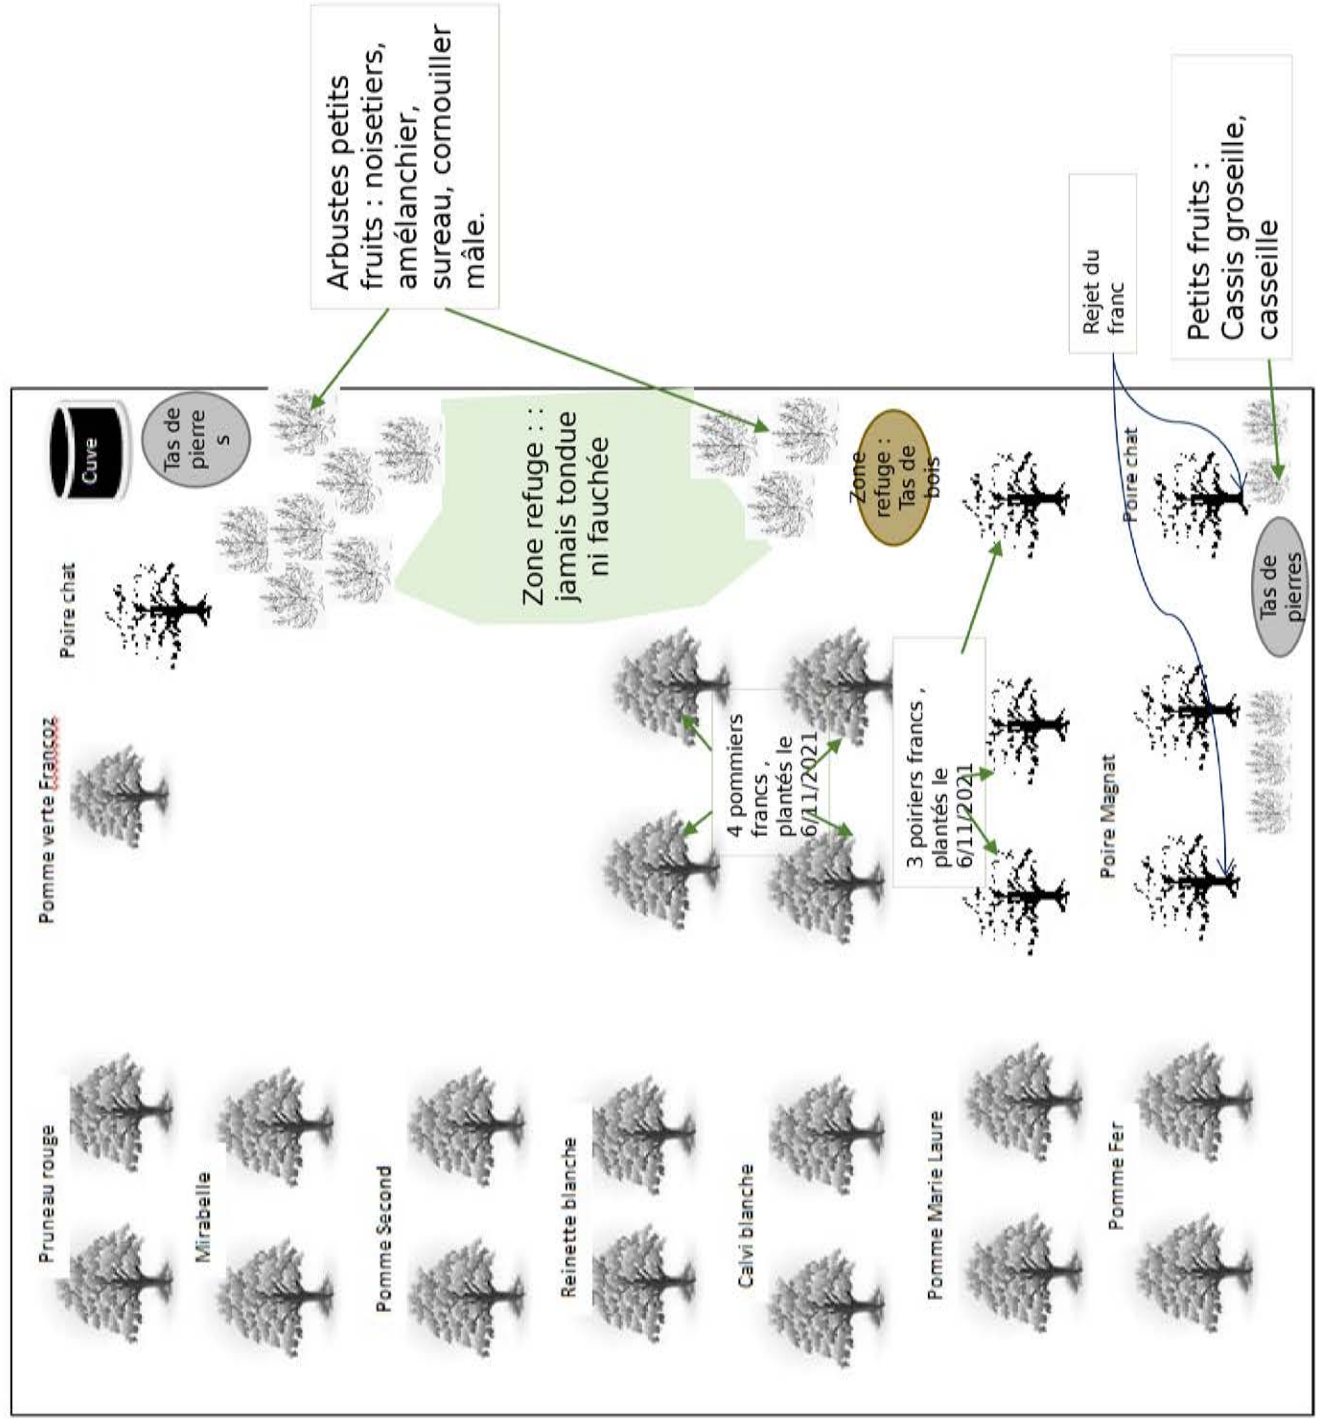 Pruneau rouge
Pomme verte Francoz
Poire chat
Cuve
Tas de
pierre
s
Mirabelle
Arbustes petits
fruits : noisetiers,
amélanchier,
sureau, cornouiller
mâle.
Pomme Second
Zone refuge : :
jamais tondue
ni fauchée
Reinette blanche
Calvi blanche
4 pommiers
francs ,
plantés le
6/11/2021
Zone
refuge :
Tas de
bois
3 poiriers francs ,
plantés le
6/11/2021
Pomme Marie Laure
Rejet du
franc
Poire Magnat
Poire chat
Pomme Fer
Petits fruits :
Cassis groseille,
casseille
Tas de
pierres